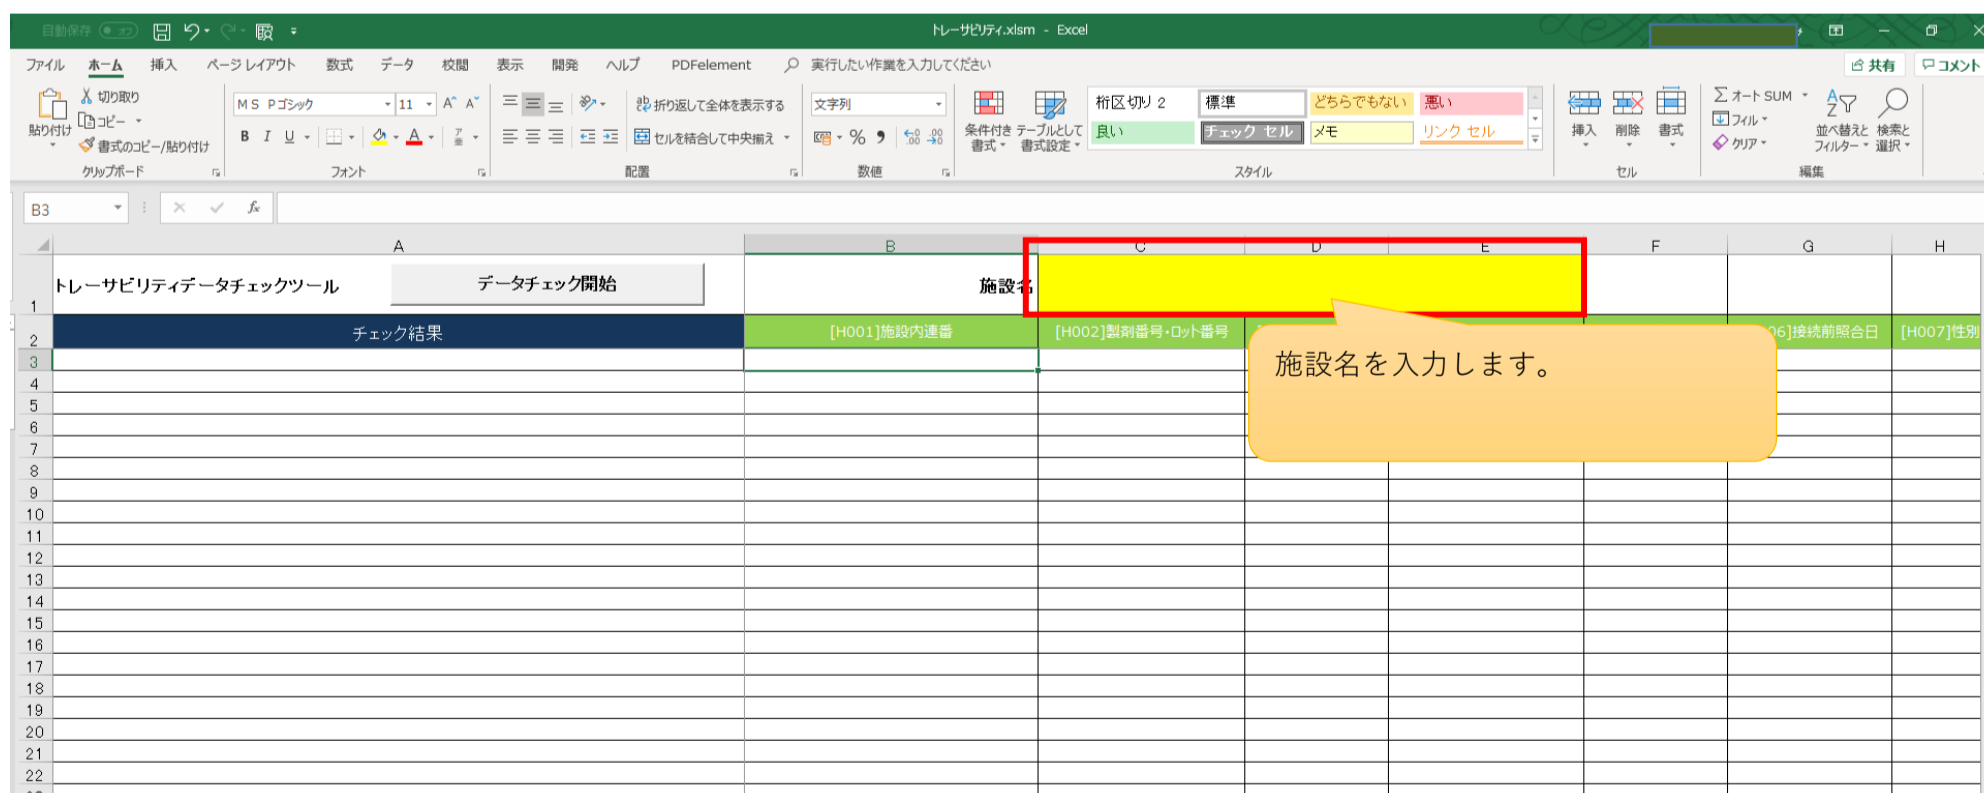 自動保存 オフ
トレーサビリティ.xlsm - Excel
ファイル ホーム 挿入 ページ レイアウト 数式 データ 校閲 表示 開発 ヘルプ PDFelement 実行したい作業を入力してください 共有 コメント
貼り付け 切り取り コピー 書式のコピー/貼り付け
MS Pゴシック 11 A A
B I U A
折り返して全体を表示する
セルを結合して中央揃え
文字列
% 9 .00
条件付き書式 テーブルとして書式設定
桁区切り 2 標準 どちらでもない 悪い
良い チェック セル メモ リンク セル
挿入 削除 書式
Σ オート SUM
フィル
クリア
並べ替えとフィルター 検索と選択
クリップボード フォント 配置 数値 スタイル セル 編集
B3 fx
A B C D E F G H
1 トレーサビリティデータチェックツール データチェック開始 施設名
2 チェック結果 [H001]施設内連番 [H002]製剤番号・ロット番号 06]接続前照合日 [H007]性別
施設名を入力します。
3
4
5
6
7
8
9
10
11
12
13
14
15
16
17
18
19
20
21
22